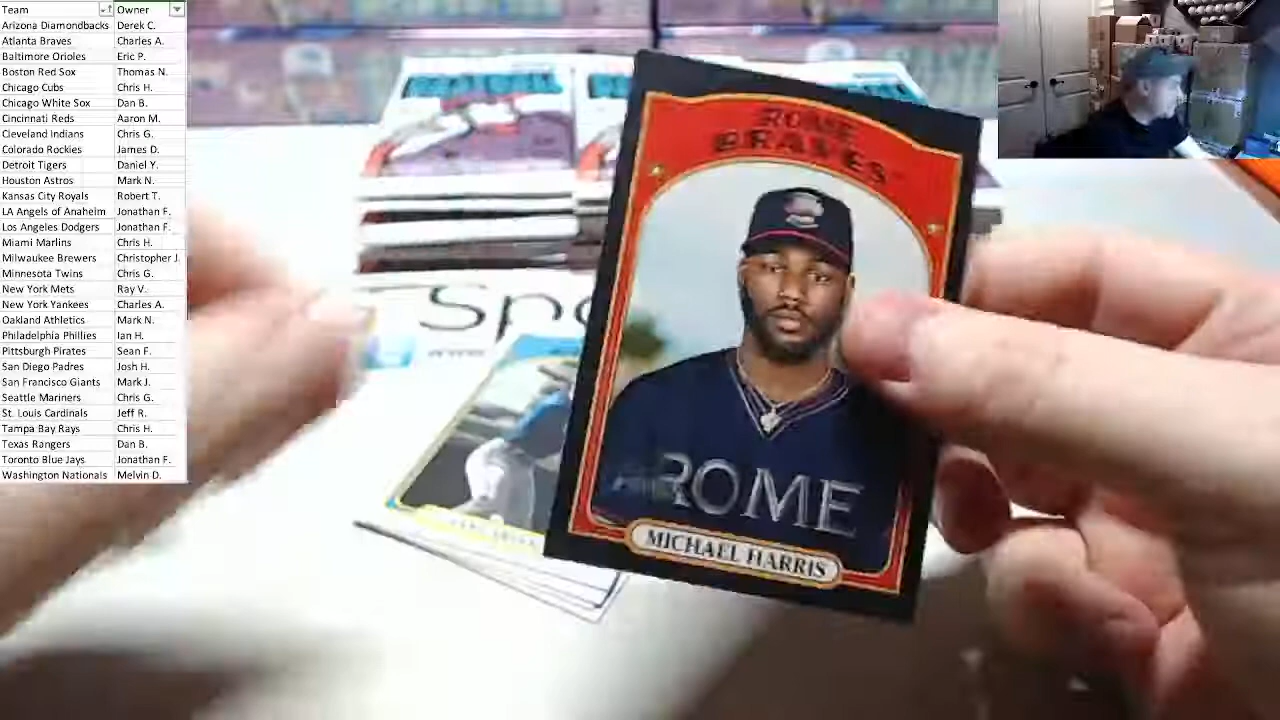 Team Owner
Arizona Diamondbacks Derek C.
Atlanta Braves Charles A.
Baltimore Orioles Eric P.
Boston Red Sox Thomas N.
Chicago Cubs Chris H.
Chicago White Sox Dan B.
Cincinnati Reds Aaron M.
Cleveland Indians Chris G.
Colorado Rockies James D.
Detroit Tigers Daniel Y.
Houston Astros Mark N.
Kansas City Royals Robert T.
LA Angels of Anaheim Jonathan F.
Los Angeles Dodgers Jonathan F.
Miami Marlins Chris H.
Milwaukee Brewers Christopher J.
Minnesota Twins Chris G.
New York Mets Ray V.
New York Yankees Charles A.
Oakland Athletics Mark N.
Philadelphia Phillies Ian H.
Pittsburgh Pirates Sean F.
San Diego Padres Josh H.
San Francisco Giants Mark J.
Seattle Mariners Chris G.
St. Louis Cardinals Jeff R.
Tampa Bay Rays Chris H.
Texas Rangers Dan B.
Toronto Blue Jays Jonathan F.
Washington Nationals Melvin D.
BASEBALL
Spo
ROME
BRAVES
ROME
MICHAEL HARRIS